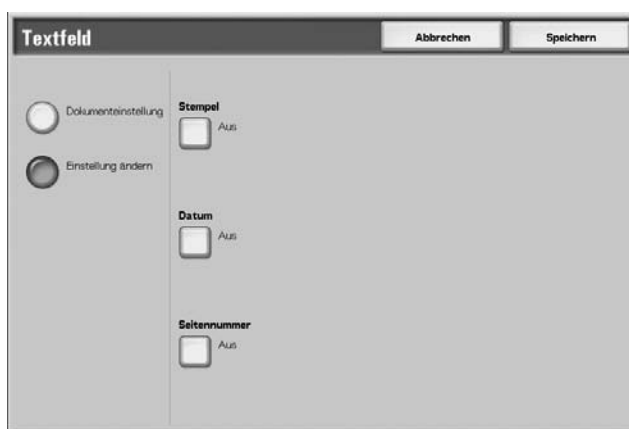 Textfeld
Abbrechen
Speichern
Dokumenteinstellung
Einstellung ändern
Stempel
Aus
Datum
Aus
Seitennummer
Aus